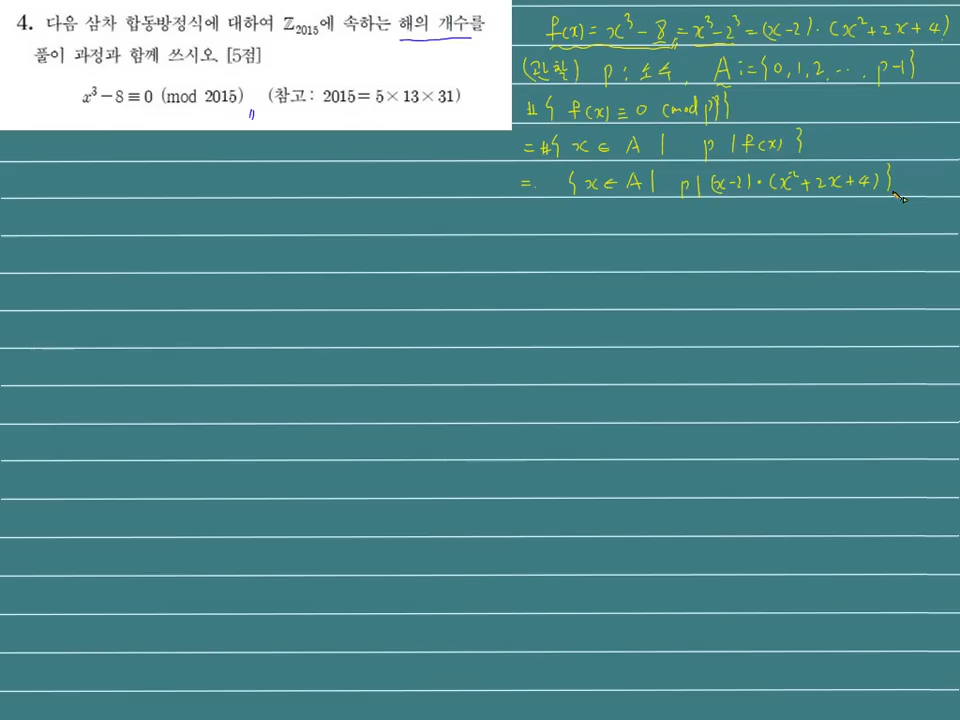 4. 다음 삼차 합동방정식에 대하여 ℤ₂₀₁₅에 속하는 해의 개수를
풀이 과정과 함께 쓰시오. [5점]
x³－8≡0 (mod 2015) (참고: 2015＝5×13×31)
f(x) = x³ - 8 = x³ - 2³ = (x-2)·(x²+2x+4)
(관찰) p : 소수, A := {0, 1, 2, ..., p-1}
#{ f(x) ≡ 0 (mod p) }
= #{ x ∈ A | p | f(x) }
= { x ∈ A | p | (x-2)·(x²+2x+4) }